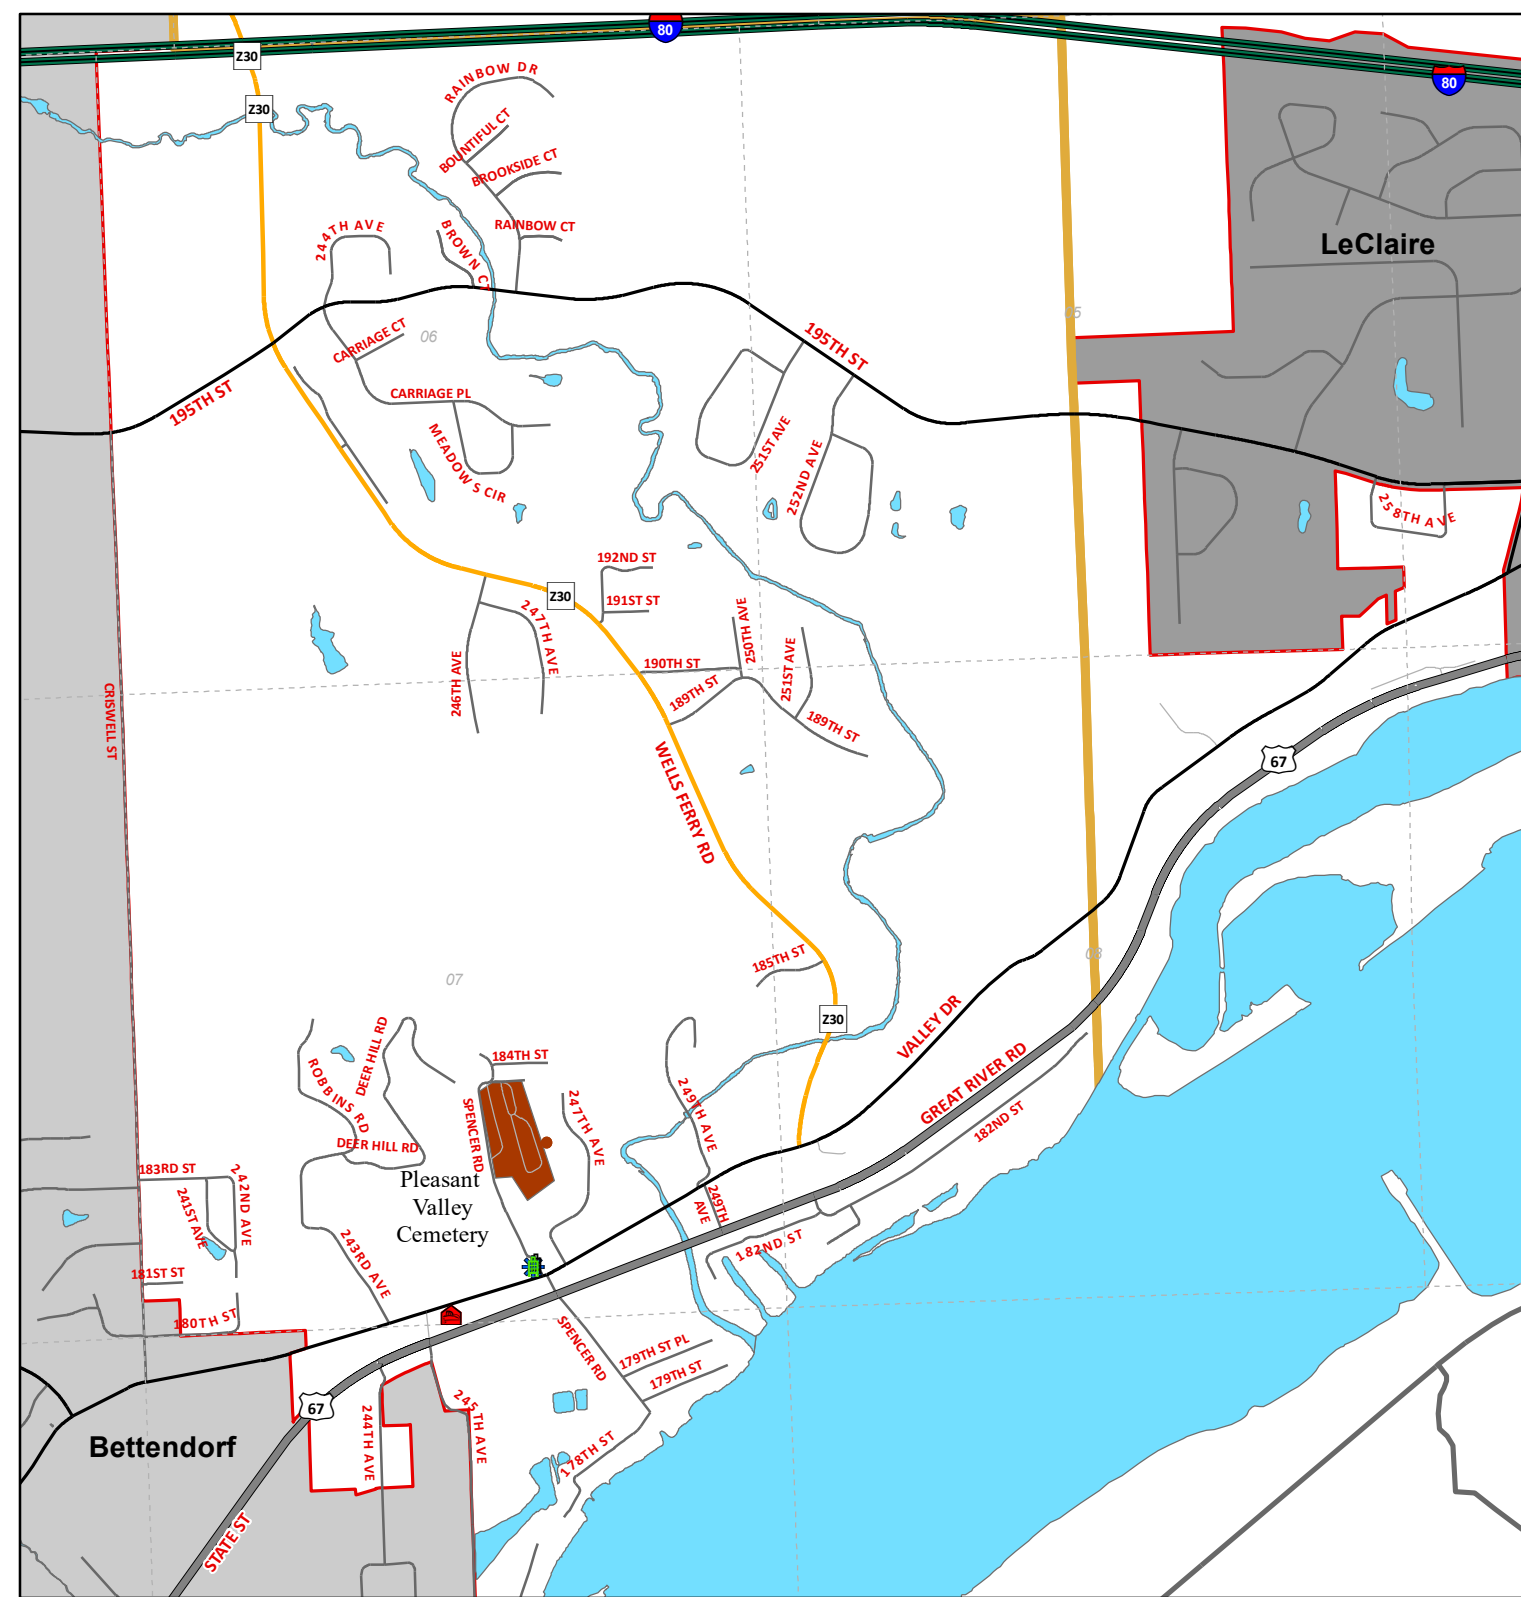 80
Z30
80
RAINBOW DR
Z30
BOUNTIFUL CT
BROOKSIDE CT
244TH AVE
BROWN CT
RAINBOW CT
LeClaire
05
CARRIAGE CT
06
195TH ST
195TH ST
CARRIAGE PL
MEADOWS CIR
251ST AVE
252ND AVE
258TH AVE
192ND ST
Z30
191ST ST
247TH AVE
250TH AVE
246TH AVE
190TH ST
251ST AVE
189TH ST
189TH ST
CRISWELL ST
WELLS FERRY RD
67
185TH ST
08
07
Z30
VALLEY DR
DEER HILL RD
ROBBINS RD
184TH ST
GREAT RIVER RD
249TH AVE
247TH AVE
SPENCER RD
182ND ST
DEER HILL RD
183RD ST
242ND AVE
241ST AVE
Pleasant
Valley
Cemetery
249TH
AVE
182ND ST
243RD AVE
181ST ST
180TH ST
SPENCER RD
179TH ST PL
179TH ST
67
244TH AVE
245TH AVE
Bettendorf
178TH ST
STATE ST